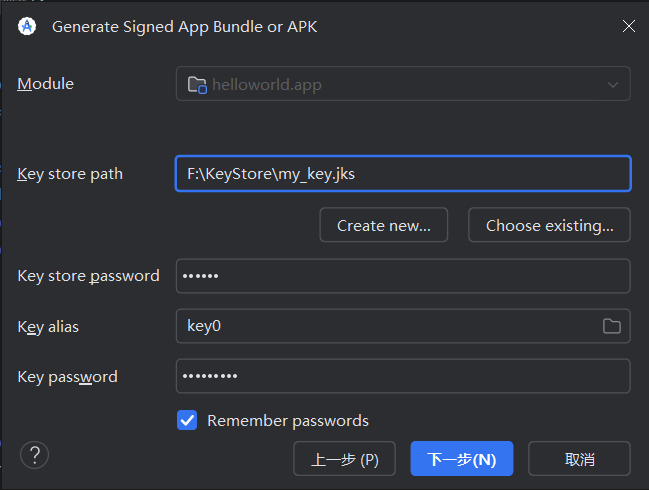 Generate Signed App Bundle or APK
Module
helloworld.app
Key store path
F:\KeyStore\my_key.jks
Create new...
Choose existing...
Key store password
••••••
Key alias
key0
Key password
•••••••••
Remember passwords
?
上一步 (P)
下一步(N)
取消